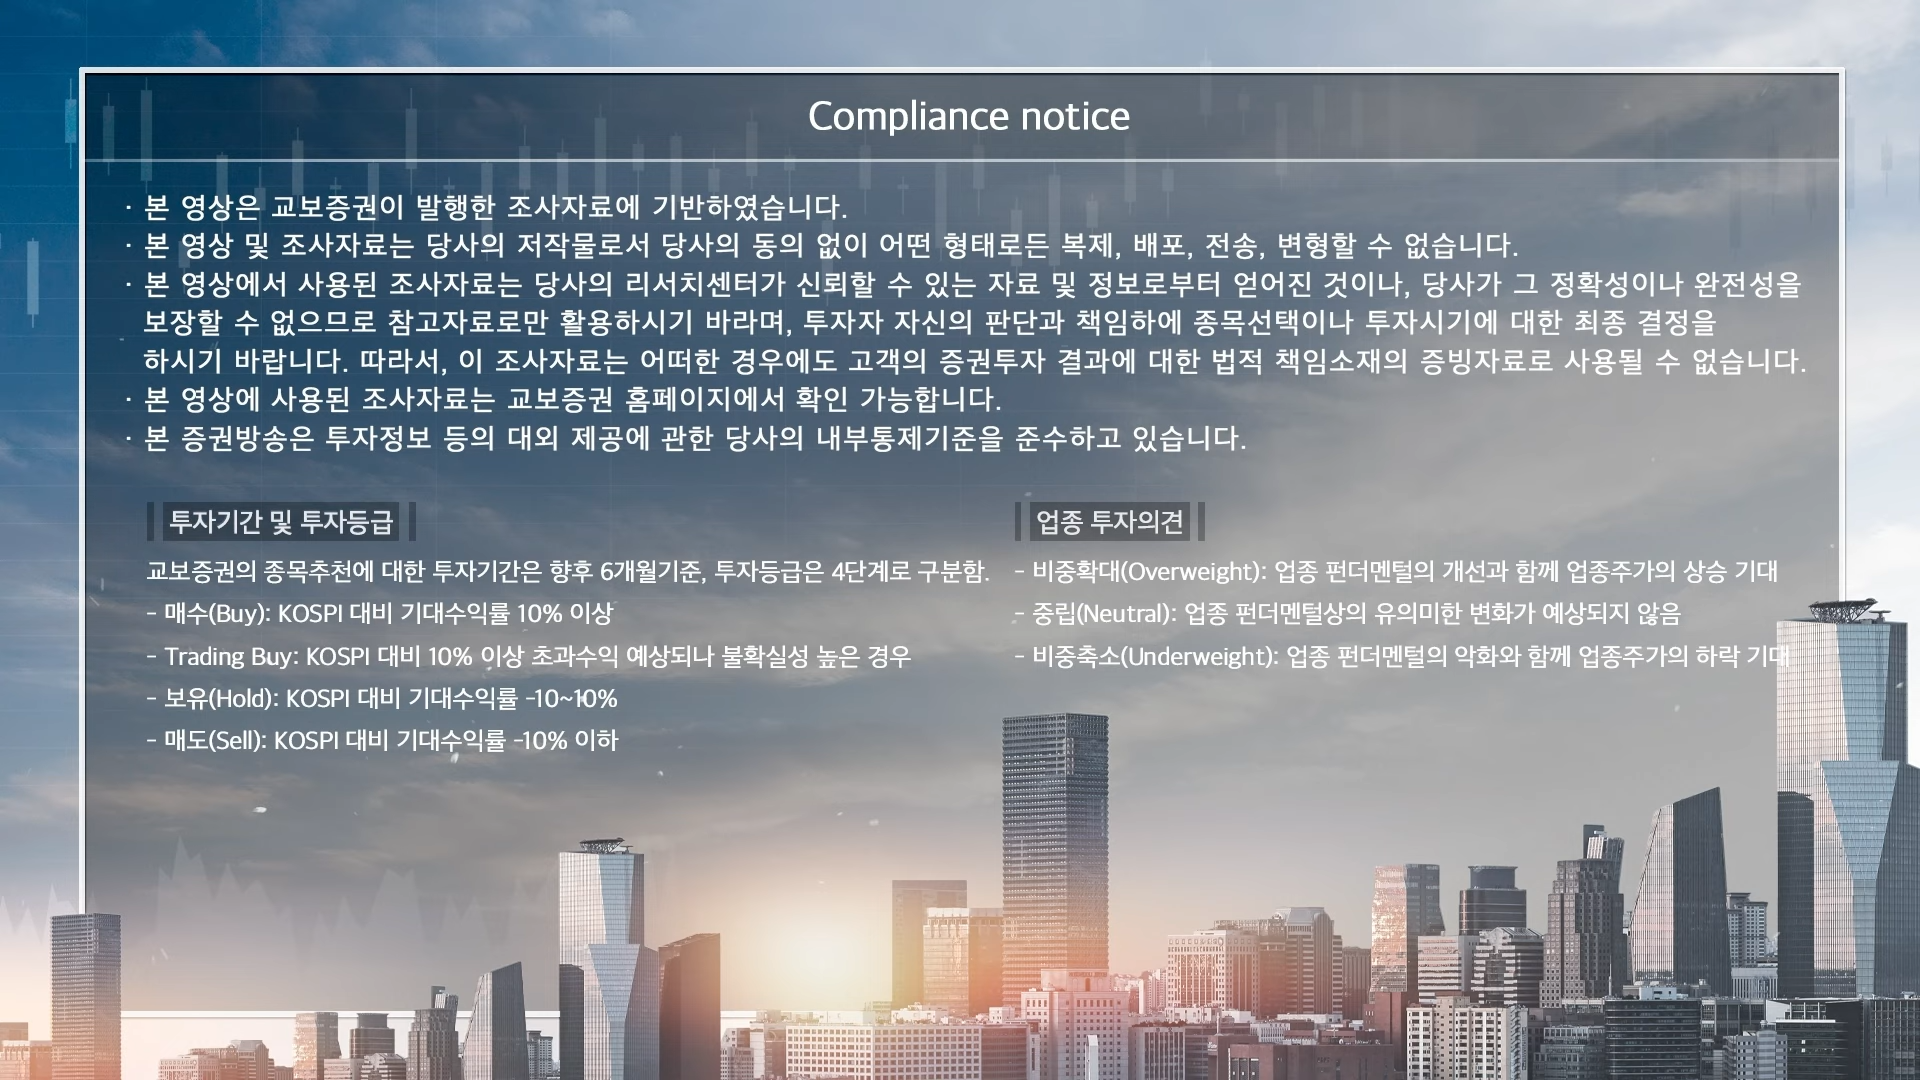 Compliance notice
· 본 영상은 교보증권이 발행한 조사자료에 기반하였습니다.
· 본 영상 및 조사자료는 당사의 저작물로서 당사의 동의 없이 어떤 형태로든 복제, 배포, 전송, 변형할 수 없습니다.
· 본 영상에서 사용된 조사자료는 당사의 리서치센터가 신뢰할 수 있는 자료 및 정보로부터 얻어진 것이나, 당사가 그 정확성이나 완전성을
보장할 수 없으므로 참고자료로만 활용하시기 바라며, 투자자 자신의 판단과 책임하에 종목선택이나 투자시기에 대한 최종 결정을
하시기 바랍니다. 따라서, 이 조사자료는 어떠한 경우에도 고객의 증권투자 결과에 대한 법적 책임소재의 증빙자료로 사용될 수 없습니다.
· 본 영상에 사용된 조사자료는 교보증권 홈페이지에서 확인 가능합니다.
· 본 증권방송은 투자정보 등의 대외 제공에 관한 당사의 내부통제기준을 준수하고 있습니다.
투자기간 및 투자등급
교보증권의 종목추천에 대한 투자기간은 향후 6개월기준, 투자등급은 4단계로 구분함.
- 매수(Buy): KOSPI 대비 기대수익률 10% 이상
- Trading Buy: KOSPI 대비 10% 이상 초과수익 예상되나 불확실성 높은 경우
- 보유(Hold): KOSPI 대비 기대수익률 -10~10%
- 매도(Sell): KOSPI 대비 기대수익률 -10% 이하
업종 투자의견
- 비중확대(Overweight): 업종 펀더멘털의 개선과 함께 업종주가의 상승 기대
- 중립(Neutral): 업종 펀더멘털상의 유의미한 변화가 예상되지 않음
- 비중축소(Underweight): 업종 펀더멘털의 악화와 함께 업종주가의 하락 기대